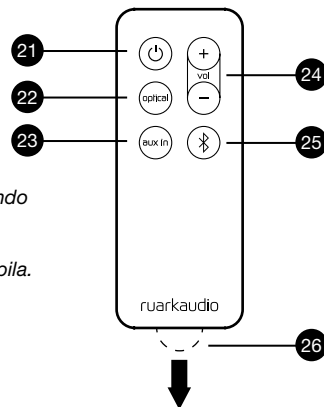 21
+
vol
24
22
optical
−
23
aux in
25
ndo
pila.
ruarkaudio
26